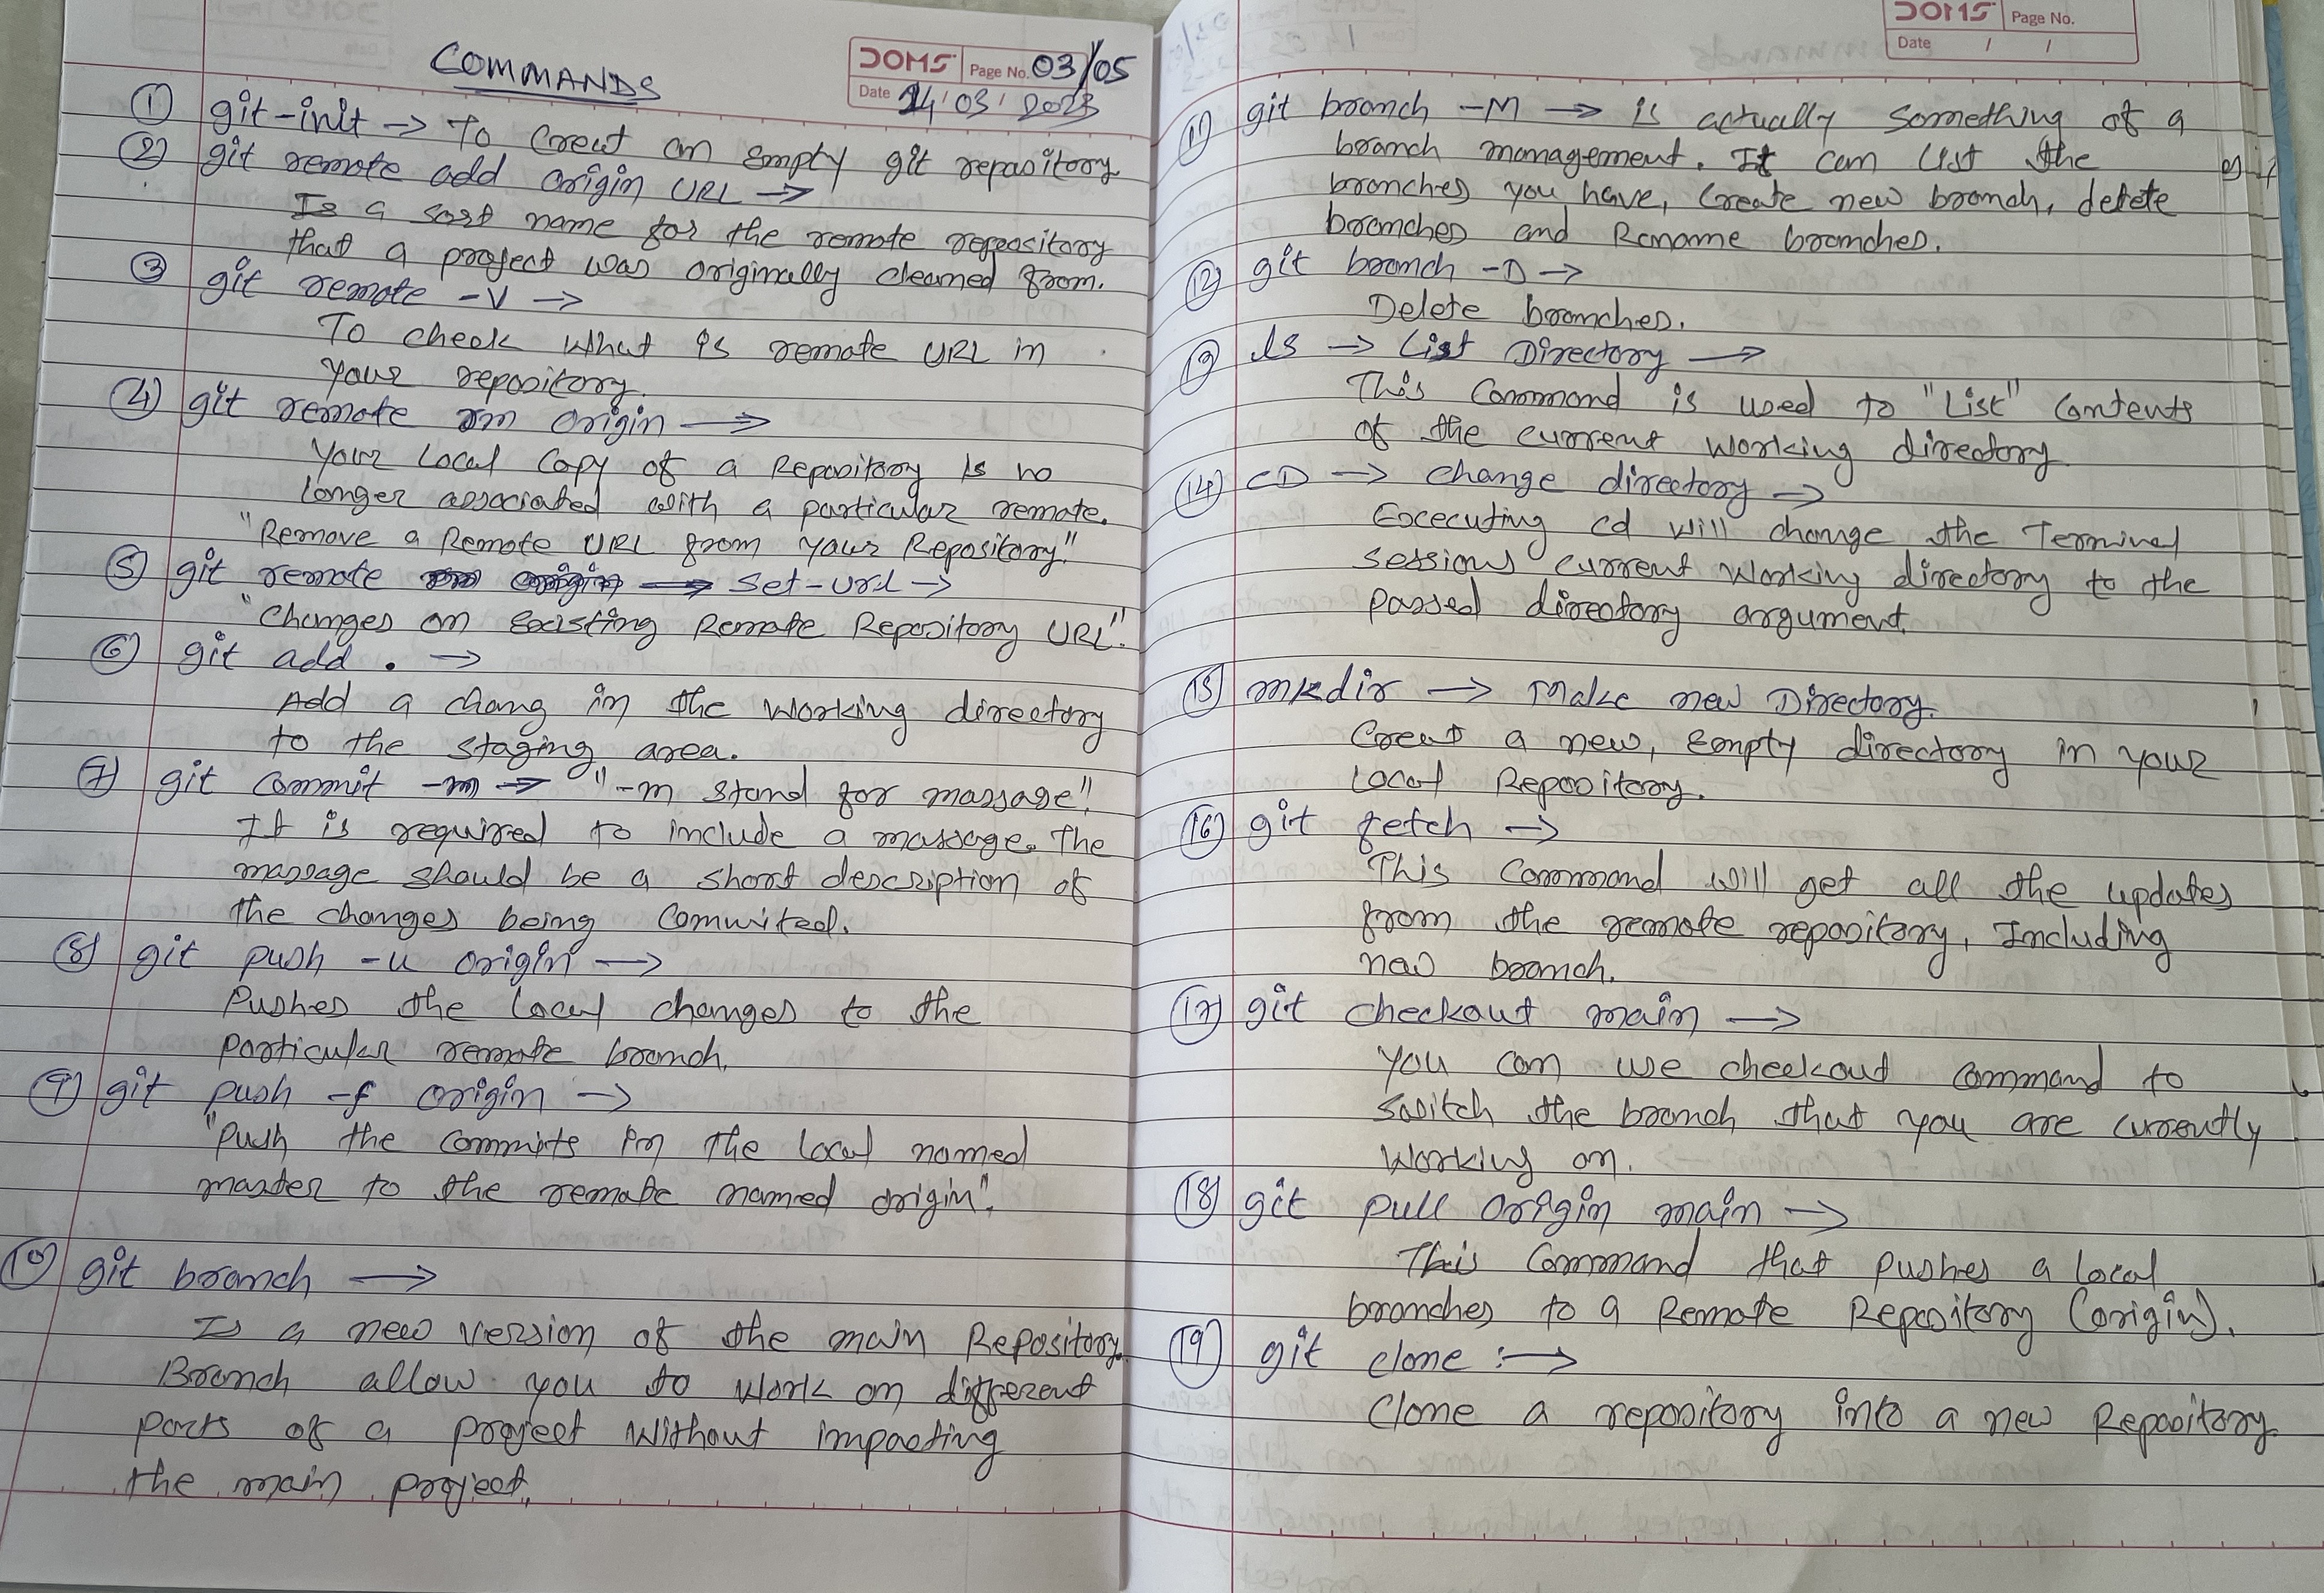 COMMANDS
DOMS Page No. 03/05
Date 14/03/2023
① git-init → To Creat an empty git repository
② git remote add origin URL →
Is a sort name for the remote repository
that a project was originally cleaned from.
③ git remote -V →
To check what is remote URL in
your repository.
④ git remote rm origin →
Your Local Copy of a Repository is no
longer associated with a particular remote.
"Remove a Remote URL from your Repository"
⑤ git remote rm origin → set-url →
"Changes an existing Remote Repository URL".
⑥ git add . →
Add a chang in the working directory
to the staging area.
⑦ git commit -m → "-m stand for massage".
It is required to include a massage. The
massage should be a short description of
the changes being Commited.
⑧ git push -u origin →
Pushes the Local changes to the
particular remote branch.
⑨ git push -f origin →
"Push the commits in the local named
master to the remote named origin".
⑩ git branch →
Is a new version of the main Repository.
Branch allow you to work on different
parts of a project without impacting
the main project.
DOMS Page No.
Date / /
⑪ git branch -M → is actually something of a
branch management. It can list the
branches you have, Create new branch, delete
branches and Rename branches.
⑫ git branch -D →
Delete branches.
⑬ ls → List Directory →
This Command is used to "List" Contents
of the current working directory
⑭ CD → change directory →
Executing cd will change the Terminal
sessions current working directory to the
passed directory argument.
⑮ mkdir → Make new Directory.
Creat a new, empty directory in your
Local Repository.
⑯ git fetch →
This Command will get all the updates
from the remote repository, Including
new branch.
⑰ git checkout main →
you can use checkout command to
switch the branch that you are currently
working on.
⑱ git pull origin main →
This Command that pushes a local
branches to a Remote Repository (origin).
⑲ git clone :→
Clone a repository into a new Repository